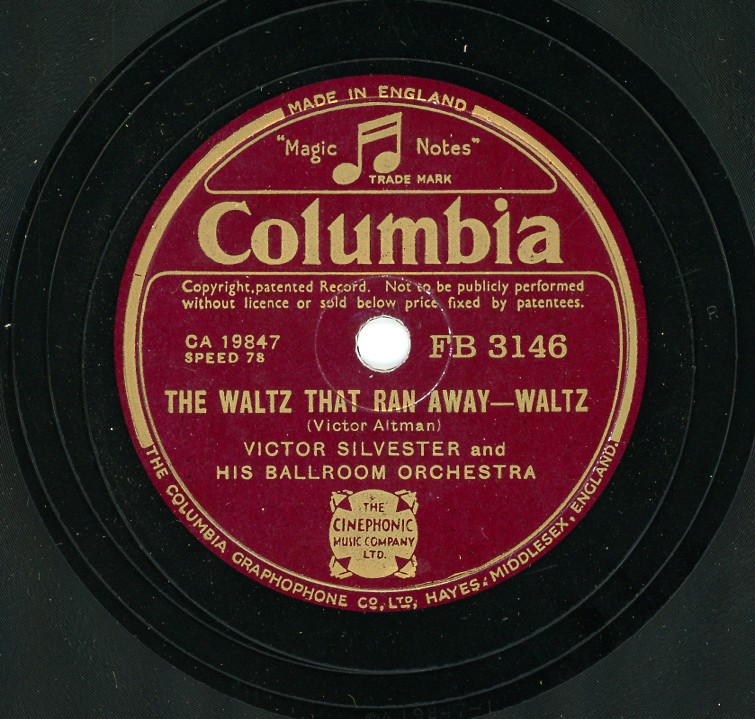 MADE IN ENGLAND
"Magic Notes"
TRADE MARK
Columbia
Copyright, patented Record. Not to be publicly performed
without licence or sold below price fixed by patentees.
CA 19847
SPEED 78
FB 3146
THE WALTZ THAT RAN AWAY—WALTZ
(Victor Altman)
VICTOR SILVESTER and
HIS BALLROOM ORCHESTRA
THE
CINEPHONIC
MUSIC COMPANY
LTD.
THE COLUMBIA GRAPHOPHONE CO, LTD, HAYES, MIDDLESEX, ENGLAND.